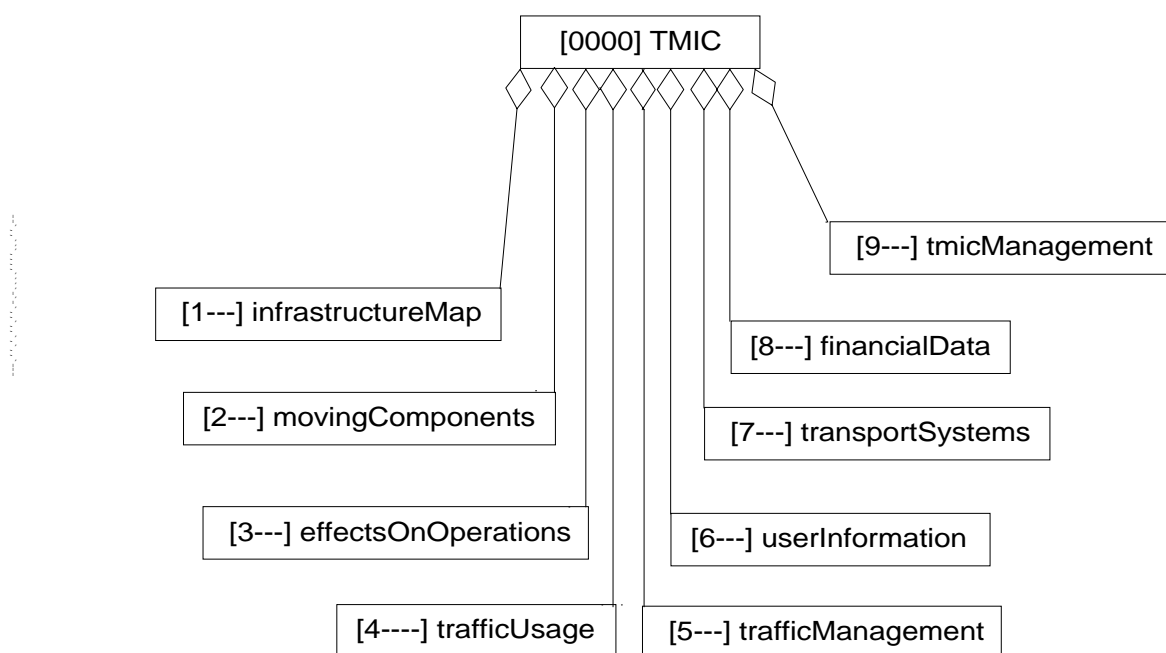 [0000] TMIC
[9---] tmicManagement
[1---] infrastructureMap
[8---] financialData
[2---] movingComponents
[7---] transportSystems
[3---] effectsOnOperations
[6---] userInformation
[4----] trafficUsage
[5---] trafficManagement